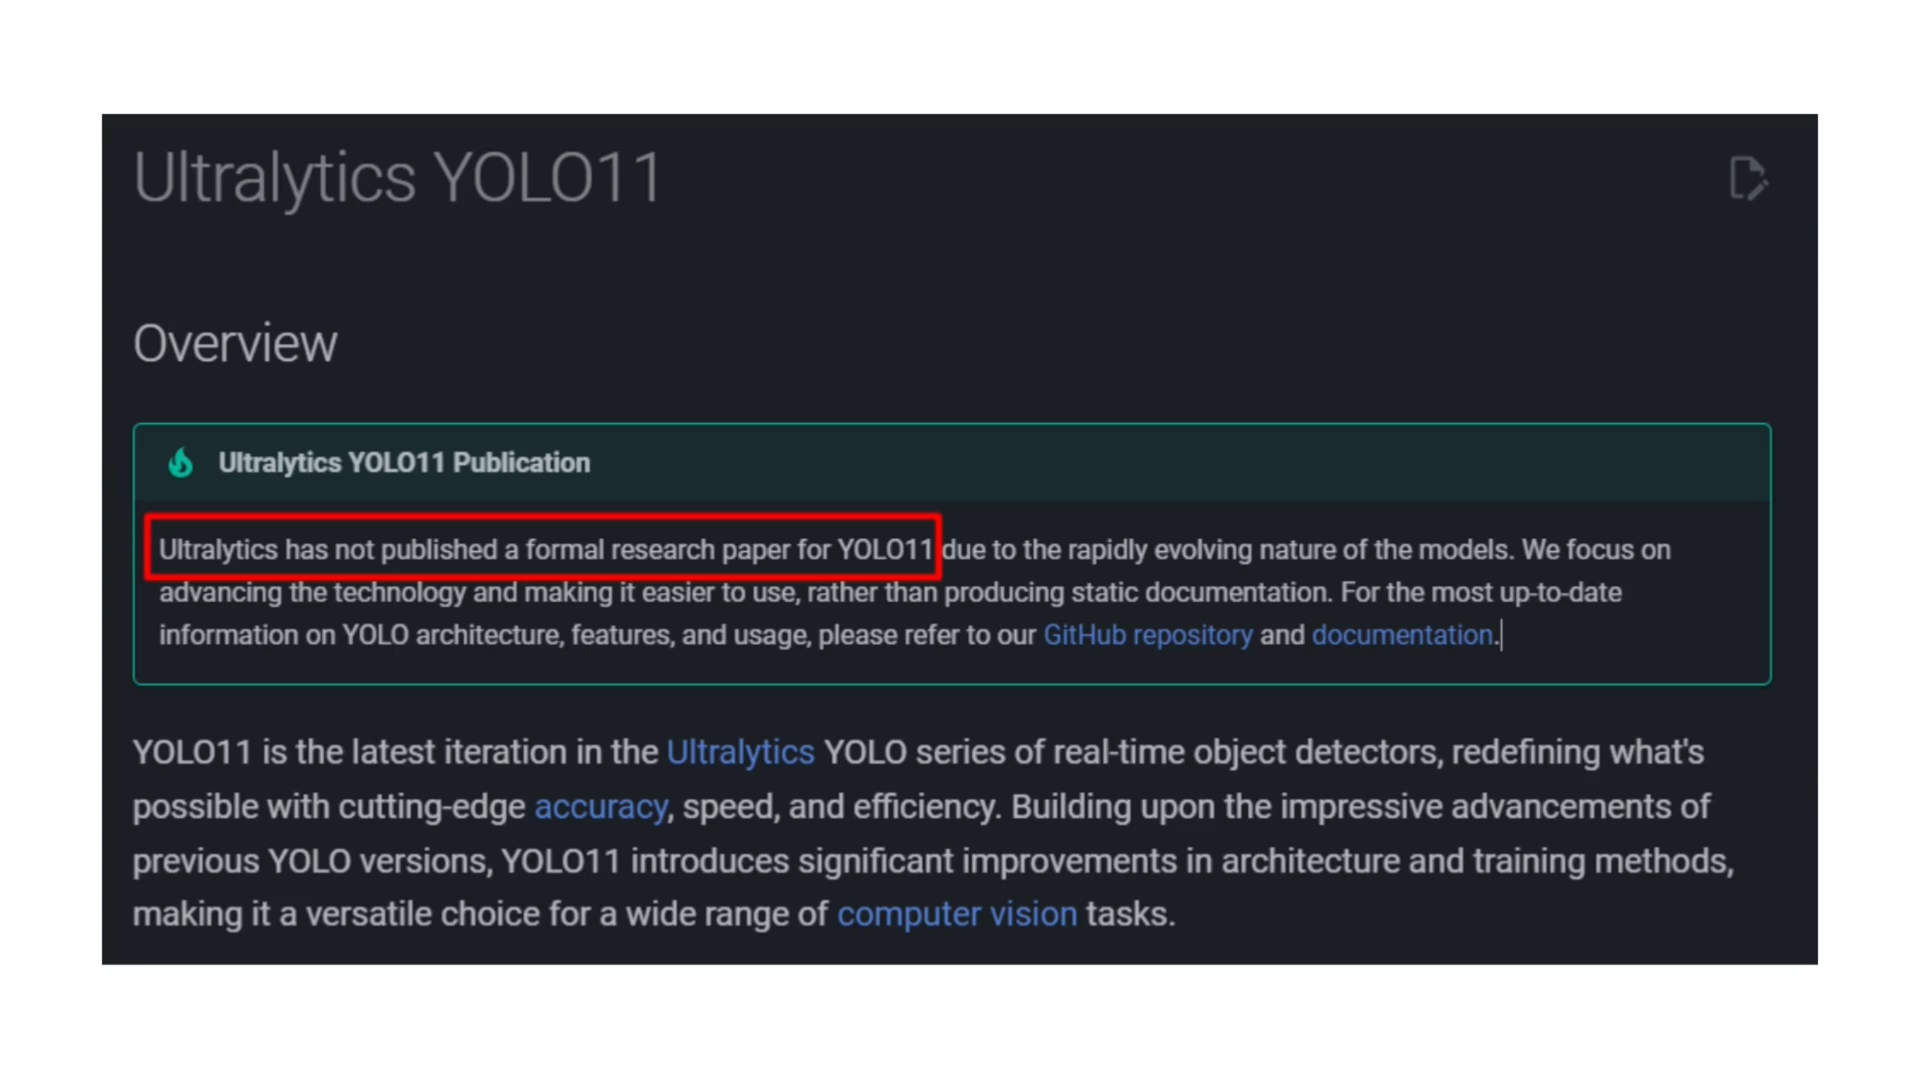 Ultralytics YOLO11
Overview
Ultralytics YOLO11 Publication
Ultralytics has not published a formal research paper for YOLO11 due to the rapidly evolving nature of the models. We focus on
advancing the technology and making it easier to use, rather than producing static documentation. For the most up-to-date
information on YOLO architecture, features, and usage, please refer to our GitHub repository and documentation.
YOLO11 is the latest iteration in the Ultralytics YOLO series of real-time object detectors, redefining what's
possible with cutting-edge accuracy, speed, and efficiency. Building upon the impressive advancements of
previous YOLO versions, YOLO11 introduces significant improvements in architecture and training methods,
making it a versatile choice for a wide range of computer vision tasks.